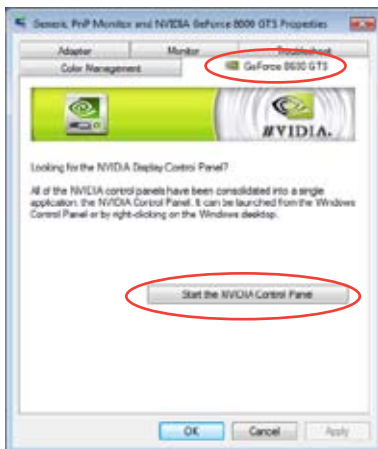 Generic PnP Monitor and NVIDIA GeForce 8600 GTS Properties
Adapter Monitor Troubleshoot
Color Management GeForce 8600 GTS
NVIDIA.
Looking for the NVIDIA Display Control Panel?
All of the NVIDIA control panels have been consolidated into a single
application: the NVIDIA Control Panel. It can be launched from the Windows
Control Panel or by right-clicking on the Windows desktop.
Start the NVIDIA Control Panel
OK Cancel Apply